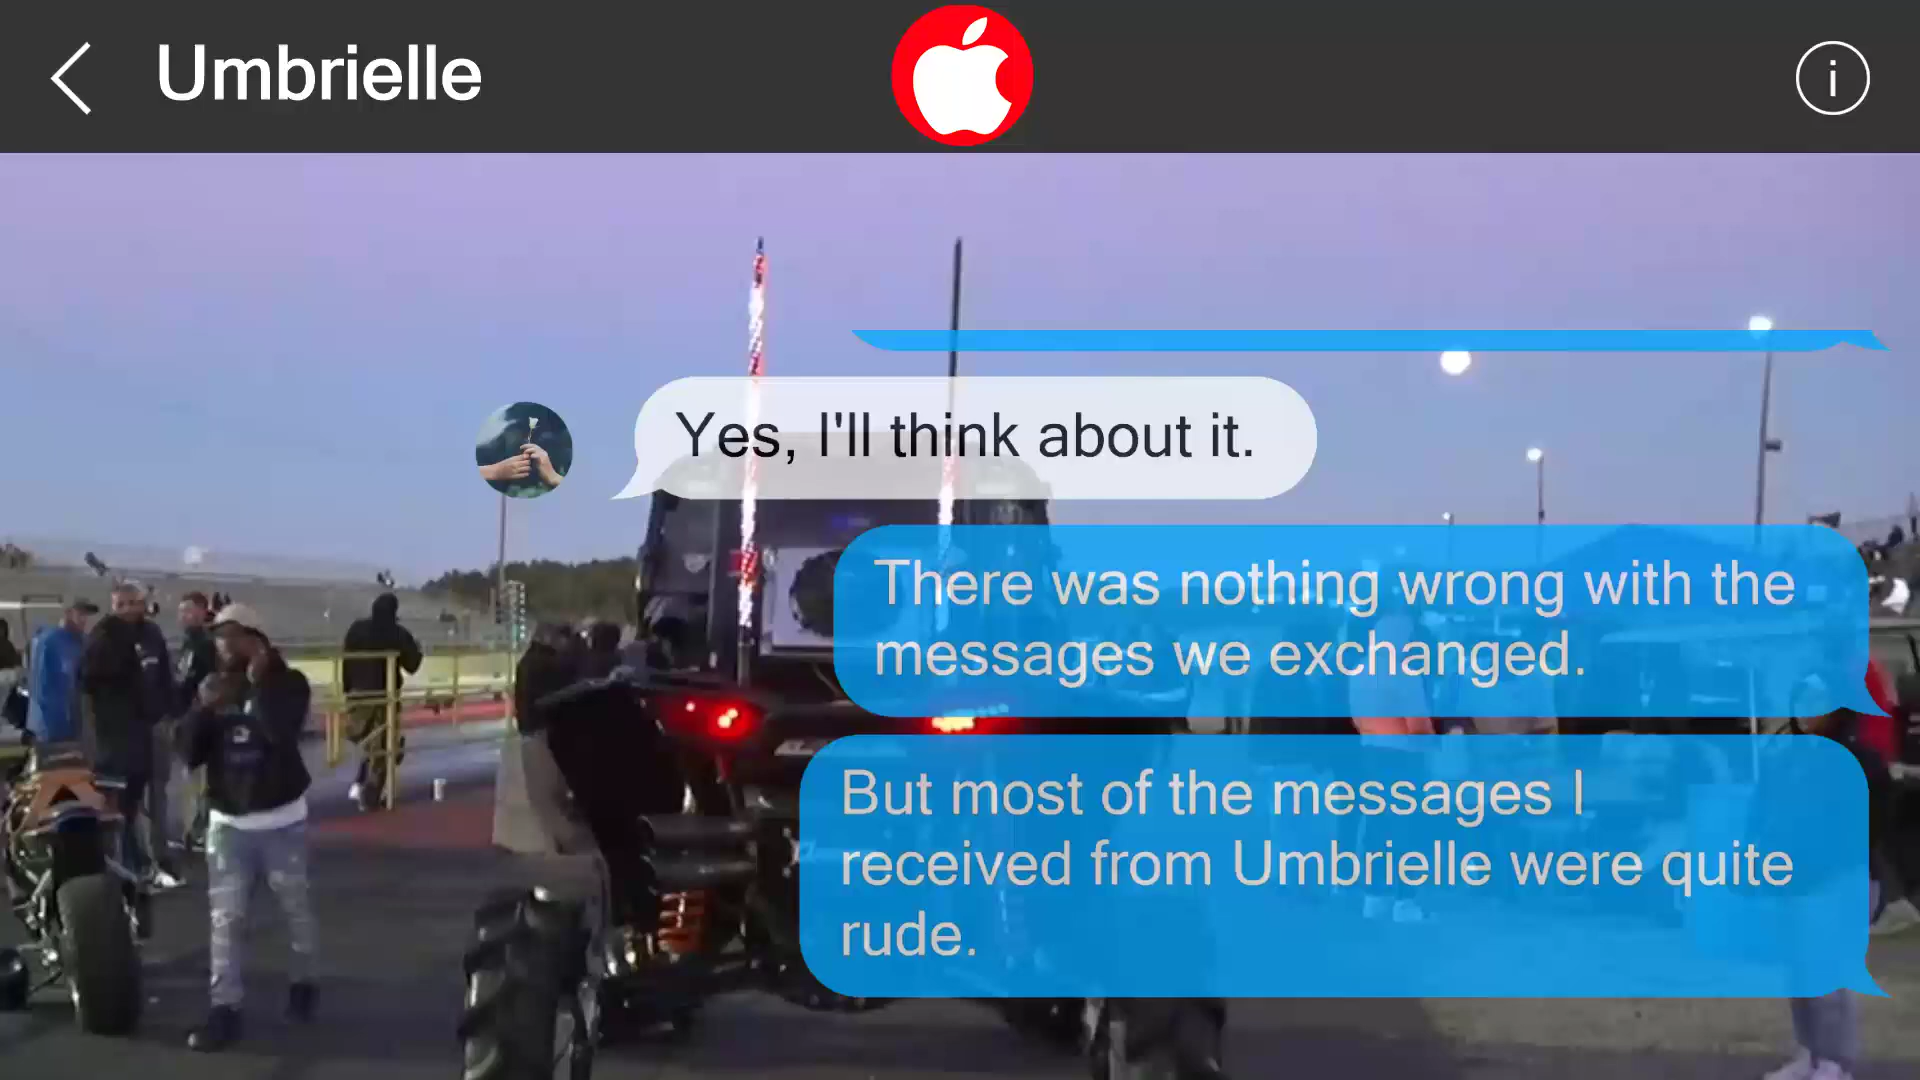 Umbrielle
i
Yes, I'll think about it.
There was nothing wrong with the
messages we exchanged.
But most of the messages I
received from Umbrielle were quite
rude.